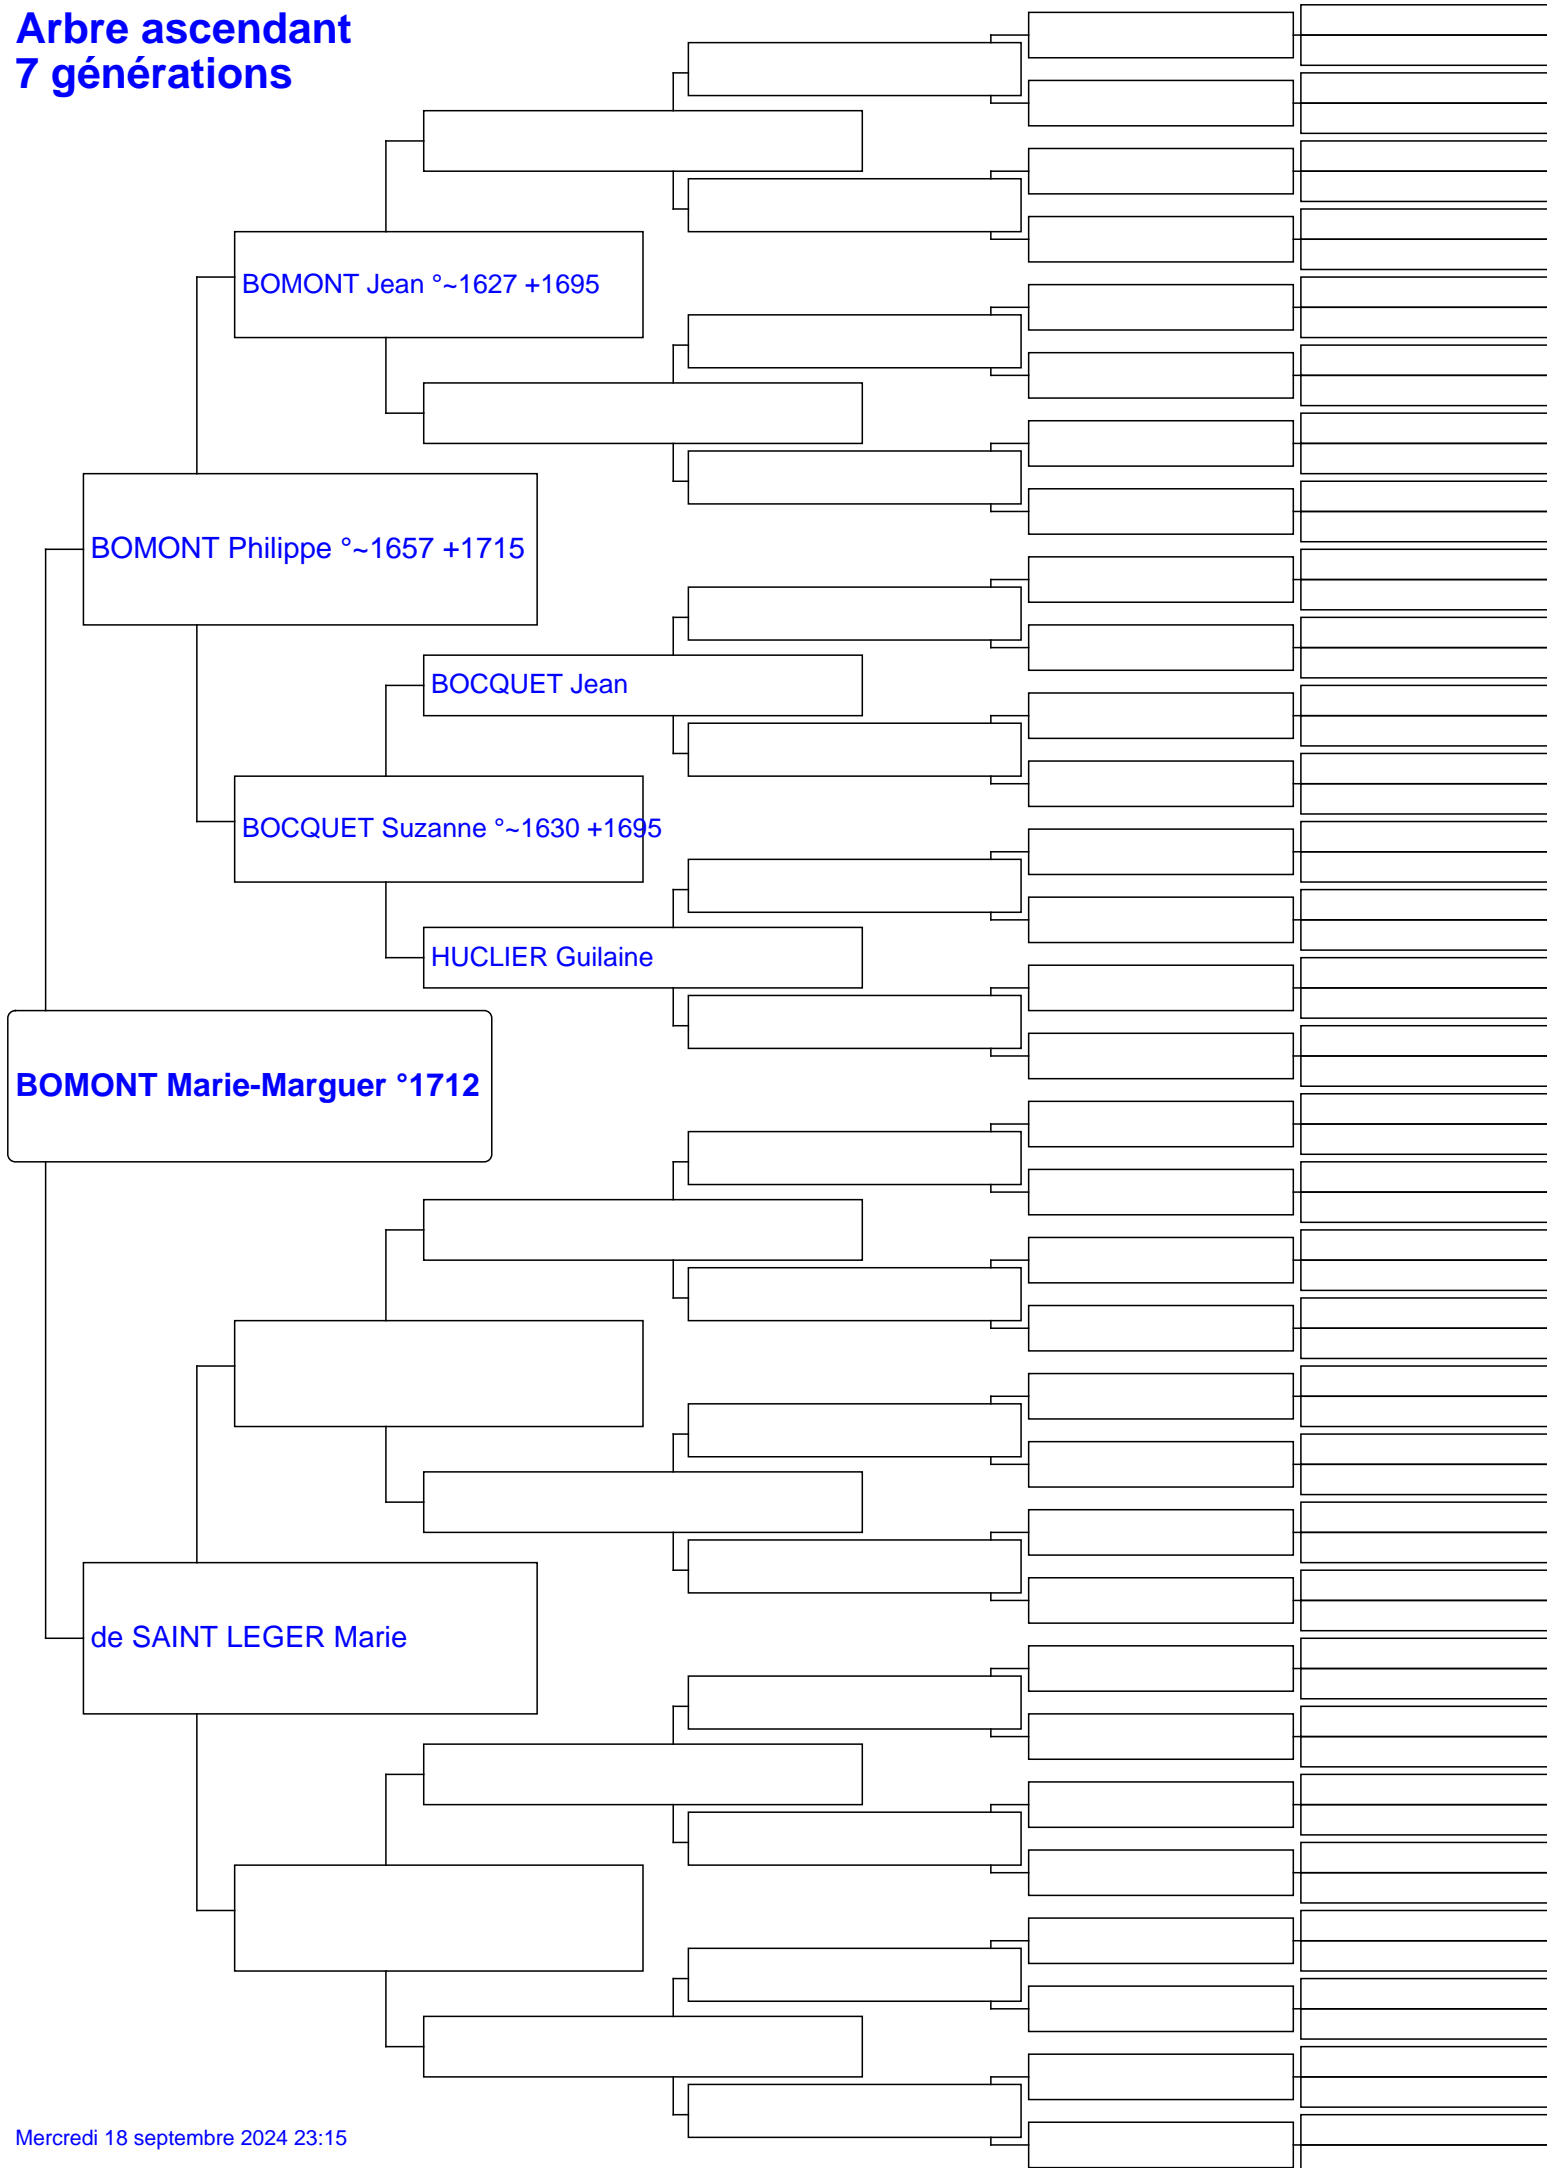 Arbre ascendant
7 générations
BOMONT Jean °~1627 +1695
BOMONT Philippe °~1657 +1715
BOCQUET Jean
BOCQUET Suzanne °~1630 +1695
HUCLIER Guilaine
BOMONT Marie-Marguer °1712
de SAINT LEGER Marie
Mercredi 18 septembre 2024 23:15